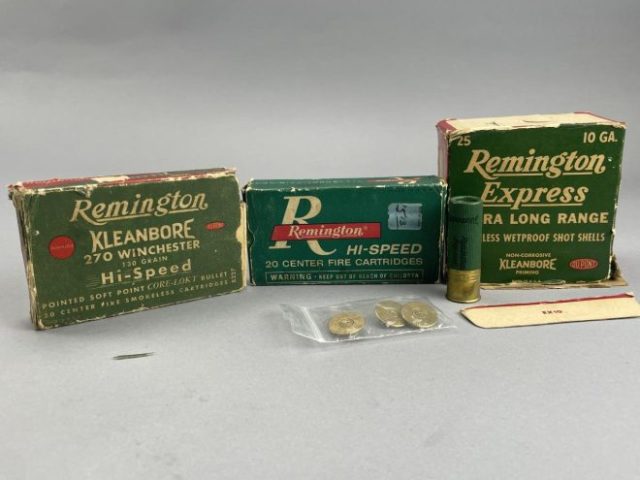 Remington
KLEANBORE
270 WINCHESTER
130 GRAIN
Hi-Speed
POINTED SOFT POINT CORE-LOKT BULLET
20 CENTER FIRE SMOKELESS CARTRIDGES
R
Remington
HI-SPEED
20 CENTER FIRE CARTRIDGES
WARNING - KEEP OUT OF REACH OF CHILDREN
25 10 GA.
Remington
Express
RA LONG RANGE
LESS WETPROOF SHOT SHELLS
NON-CORROSIVE
KLEANBORE
PRIMING
DU PONT
EX10